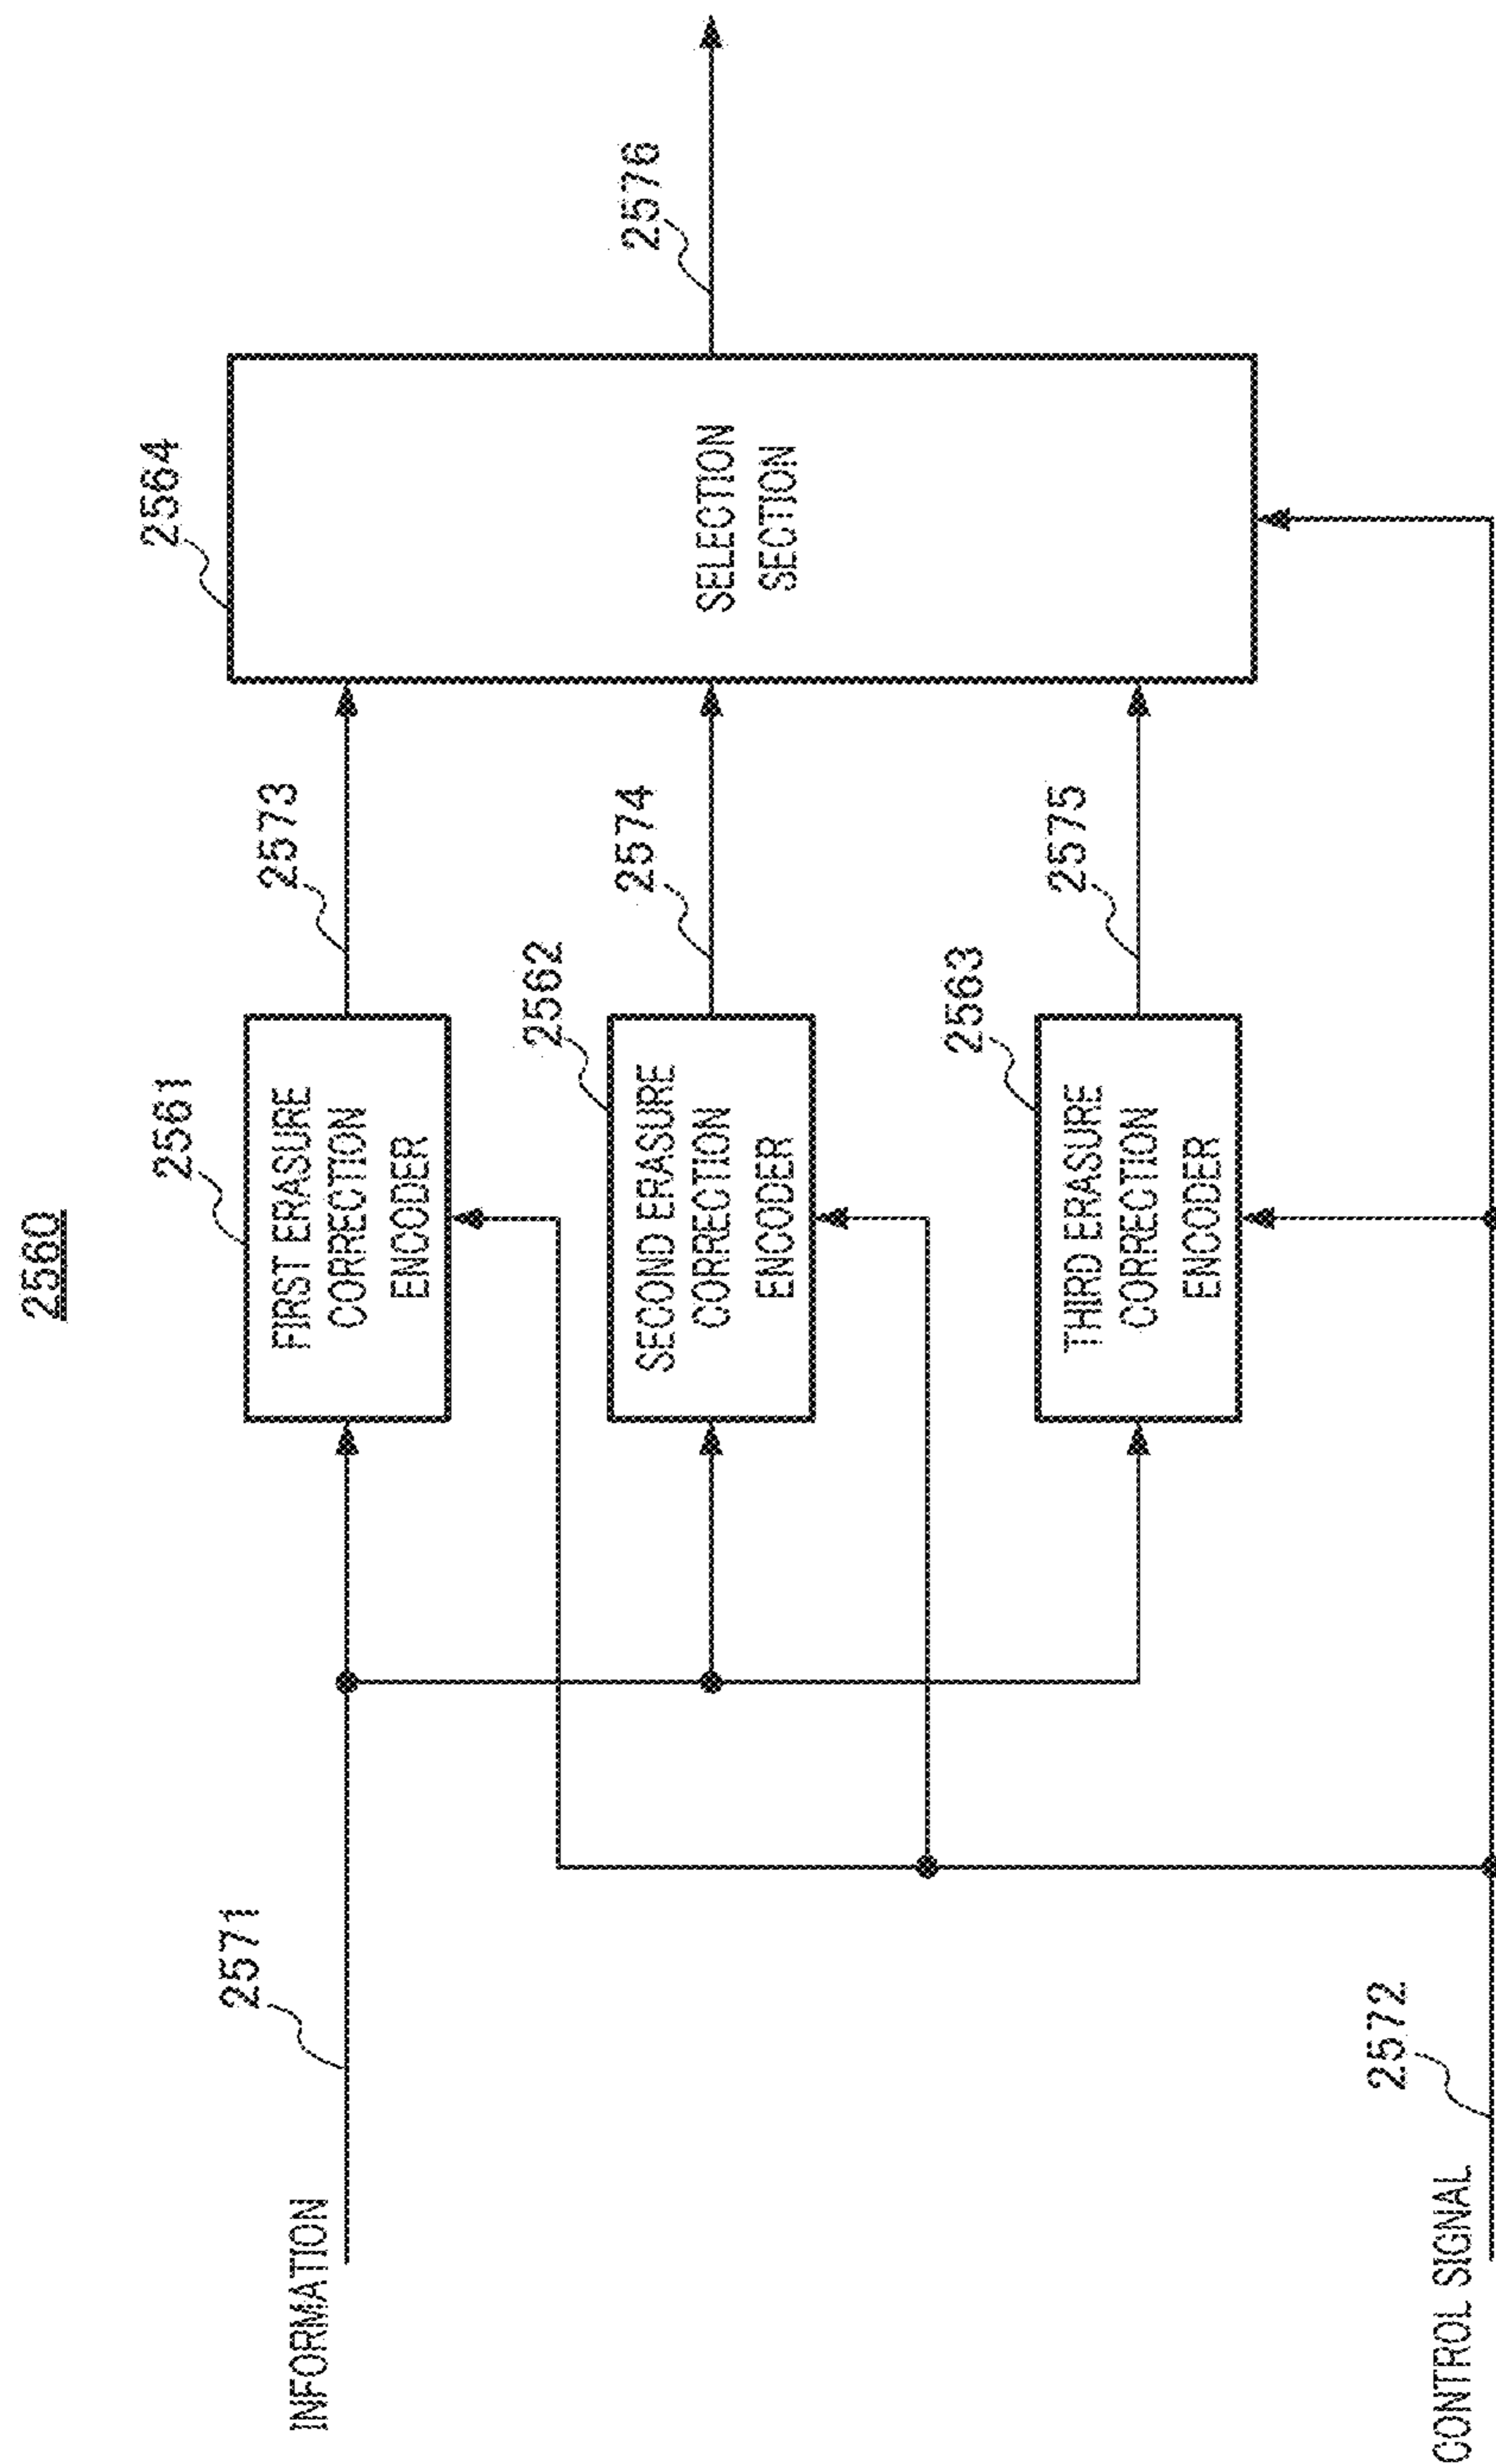 2560
2561
FIRST ERASURE
CORRECTION
ENCODER
2562
SECOND ERASURE
CORRECTION
ENCODER
2563
THIRD ERASURE
CORRECTION
ENCODER
2564
SELECTION
SECTION
2571
INFORMATION
2572
CONTROL SIGNAL
2573
2574
2575
2576